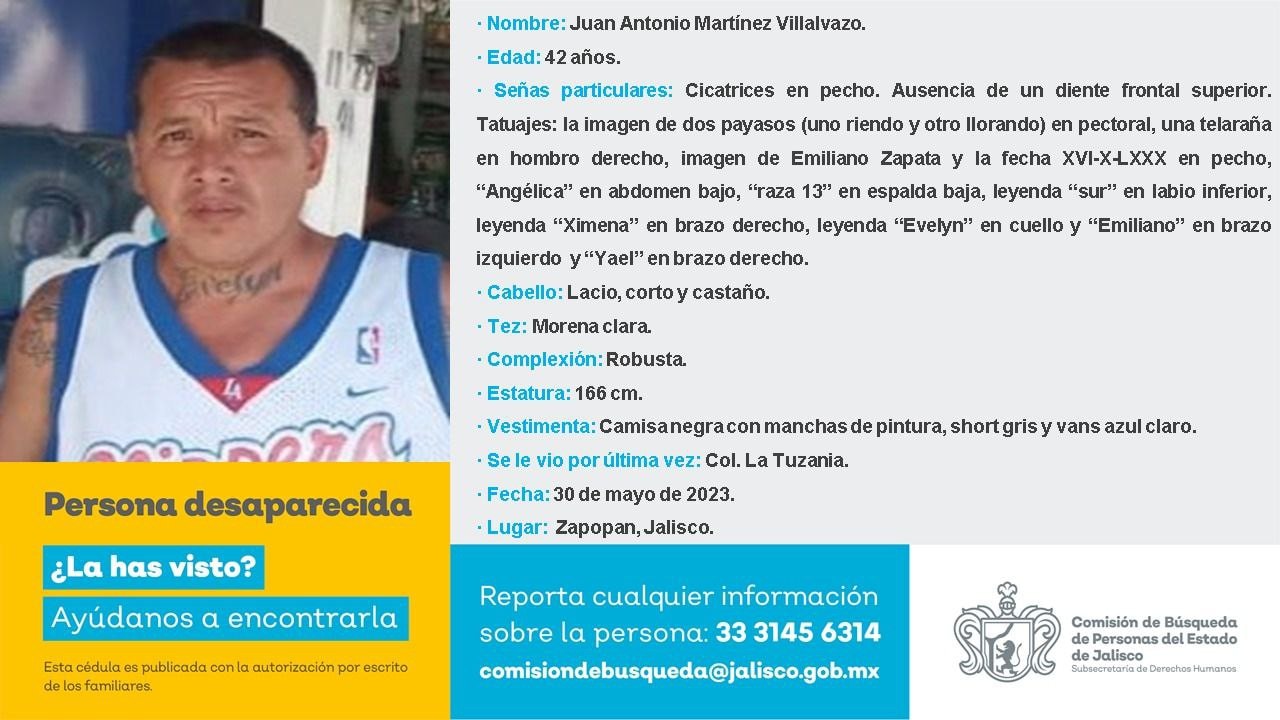 · Nombre: Juan Antonio Martínez Villalvazo.
· Edad: 42 años.
· Señas particulares: Cicatrices en pecho. Ausencia de un diente frontal superior.
Tatuajes: la imagen de dos payasos (uno riendo y otro llorando) en pectoral, una telaraña
en hombro derecho, imagen de Emiliano Zapata y la fecha XVI-X-LXXX en pecho,
“Angélica” en abdomen bajo, “raza 13” en espalda baja, leyenda “sur” en labio inferior,
leyenda “Ximena” en brazo derecho, leyenda “Evelyn” en cuello y “Emiliano” en brazo
izquierdo y “Yael” en brazo derecho.
· Cabello: Lacio, corto y castaño.
· Tez: Morena clara.
· Complexión: Robusta.
· Estatura: 166 cm.
· Vestimenta: Camisa negra con manchas de pintura, short gris y vans azul claro.
· Se le vio por última vez: Col. La Tuzania.
· Fecha: 30 de mayo de 2023.
· Lugar: Zapopan, Jalisco.
Evelyn
LA
Clippers
Persona desaparecida
¿La has visto?
Ayúdanos a encontrarla
Esta cédula es publicada con la autorización por escrito
de los familiares.
Reporta cualquier información
sobre la persona: 33 3145 6314
comisiondebusqueda@jalisco.gob.mx
Comisión de Búsqueda
de Personas del Estado
de Jalisco
Subsecretaría de Derechos Humanos